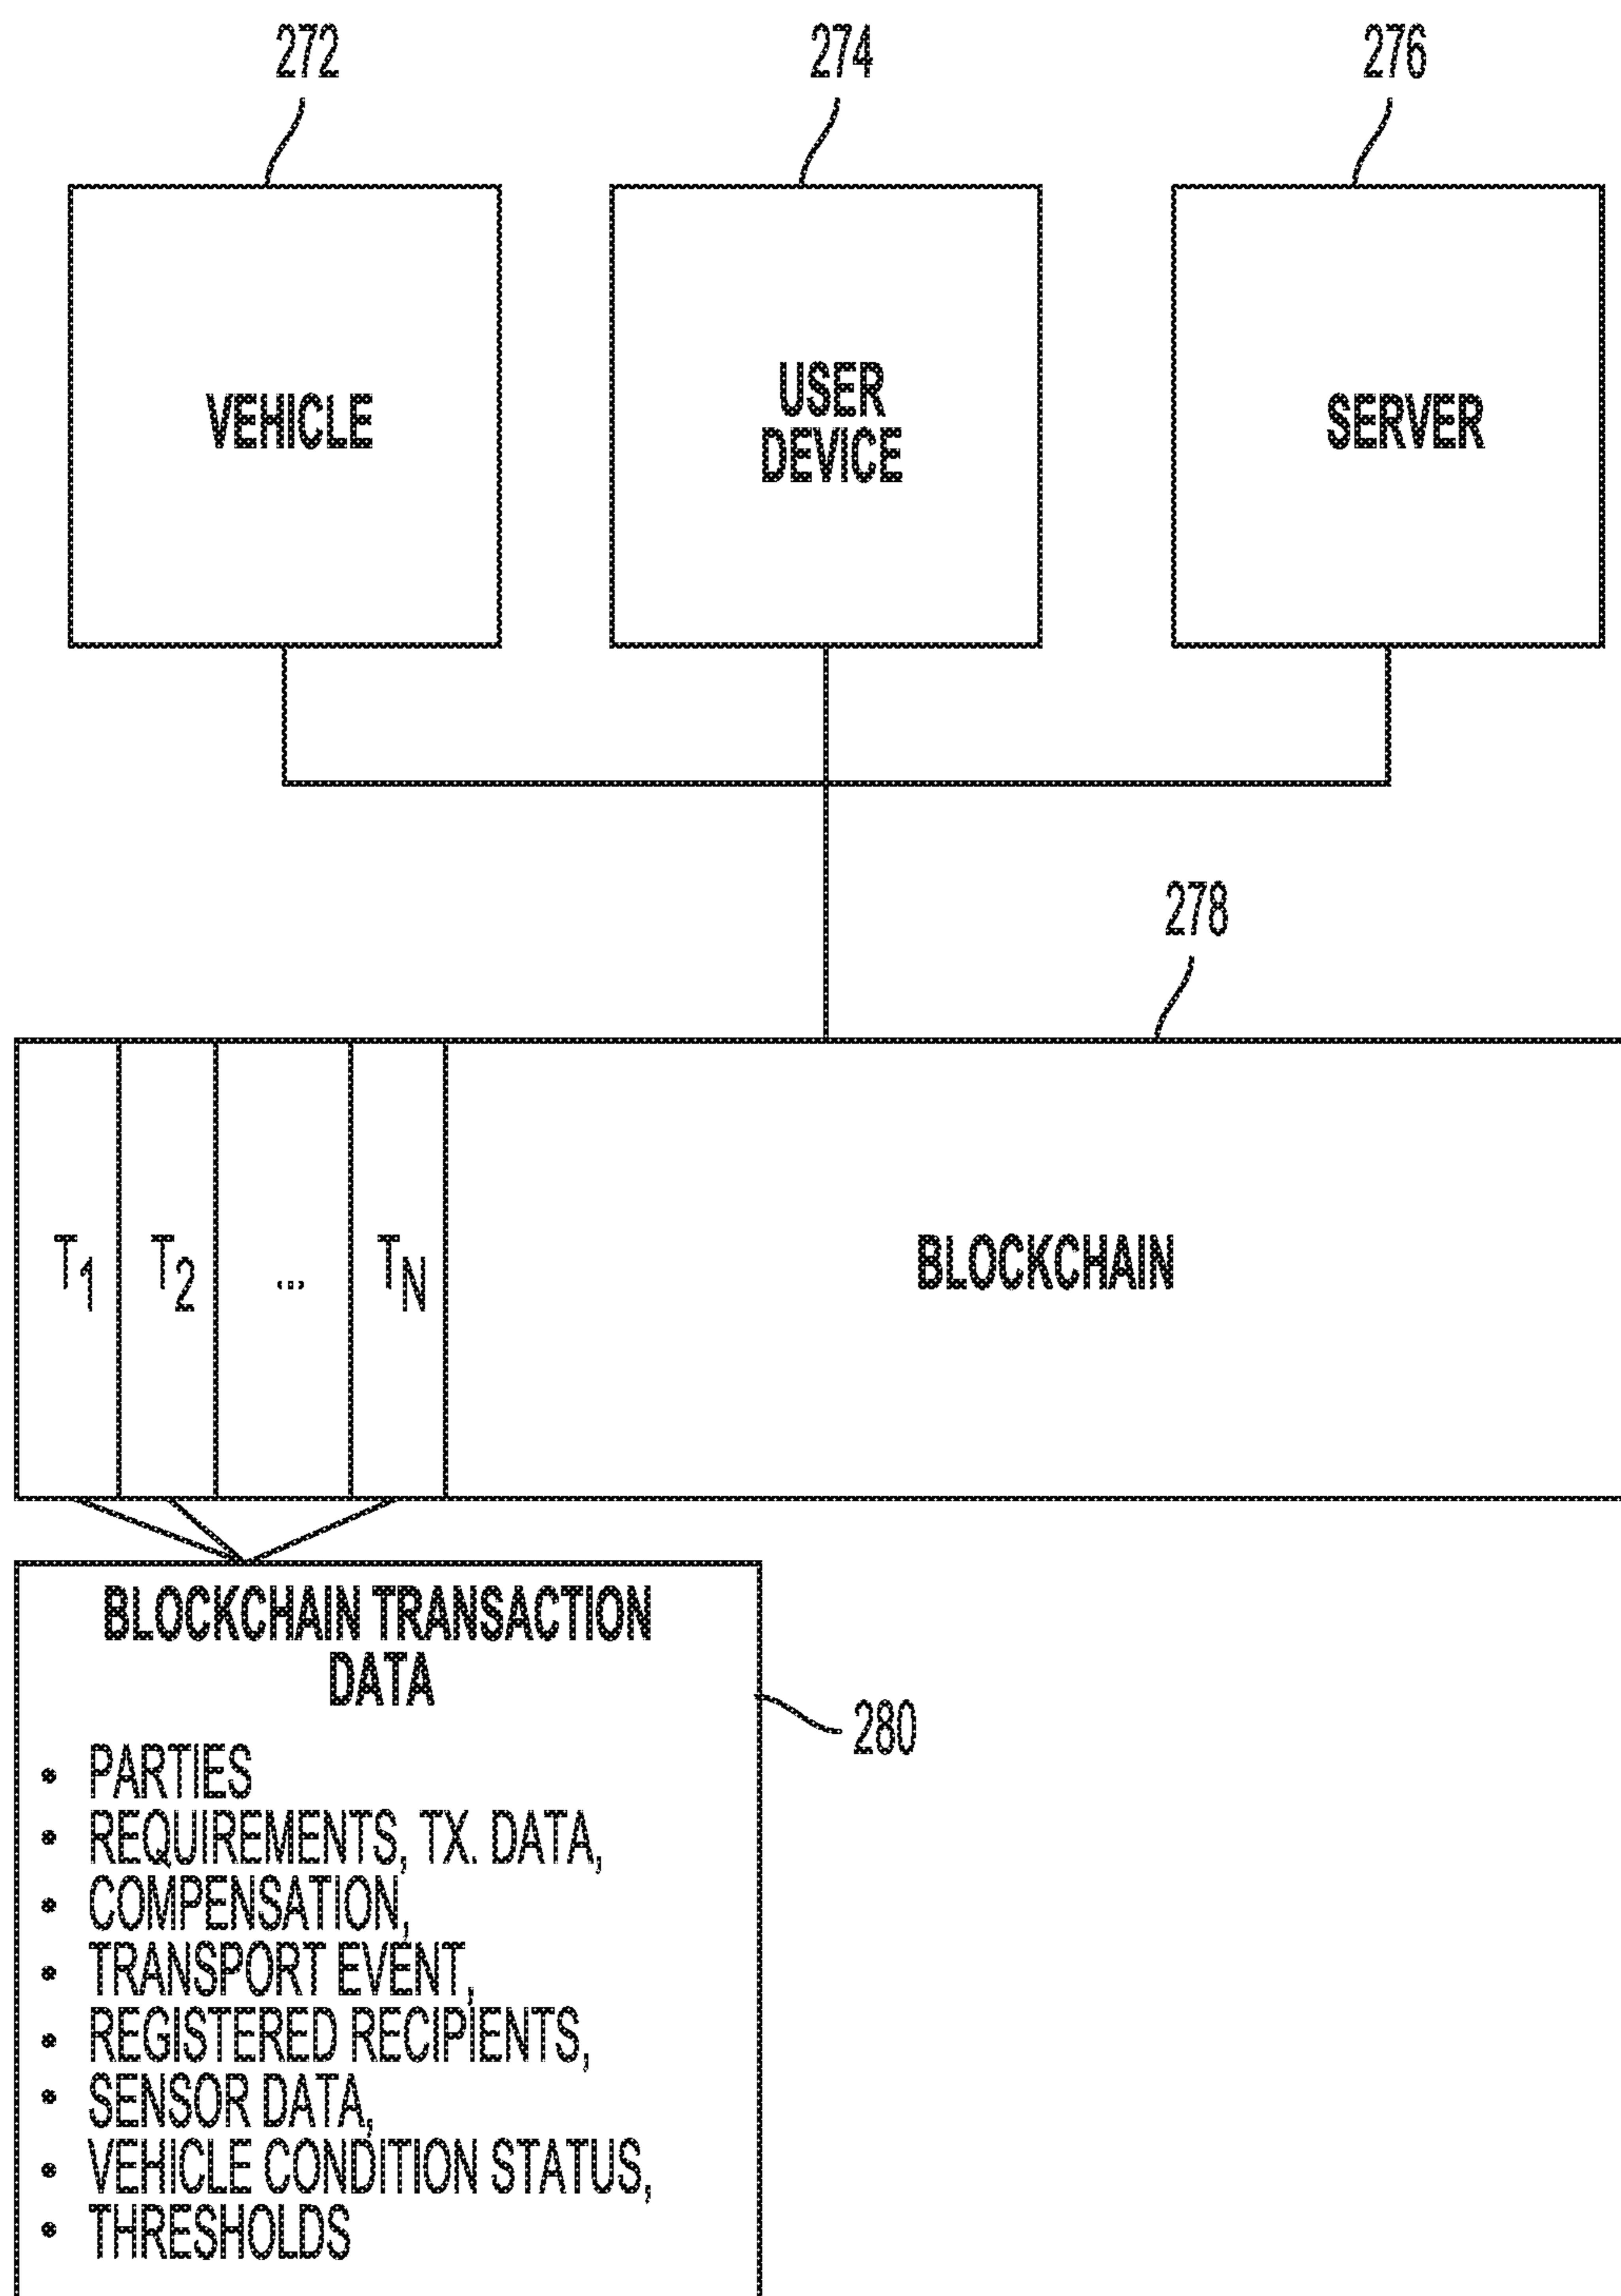 272
274
276
VEHICLE
USER
DEVICE
SERVER
278
T1
T2
...
TN
BLOCKCHAIN
BLOCKCHAIN TRANSACTION
DATA
280
• PARTIES
• REQUIREMENTS, TX. DATA,
• COMPENSATION,
• TRANSPORT EVENT,
• REGISTERED RECIPIENTS,
• SENSOR DATA,
• VEHICLE CONDITION STATUS,
• THRESHOLDS